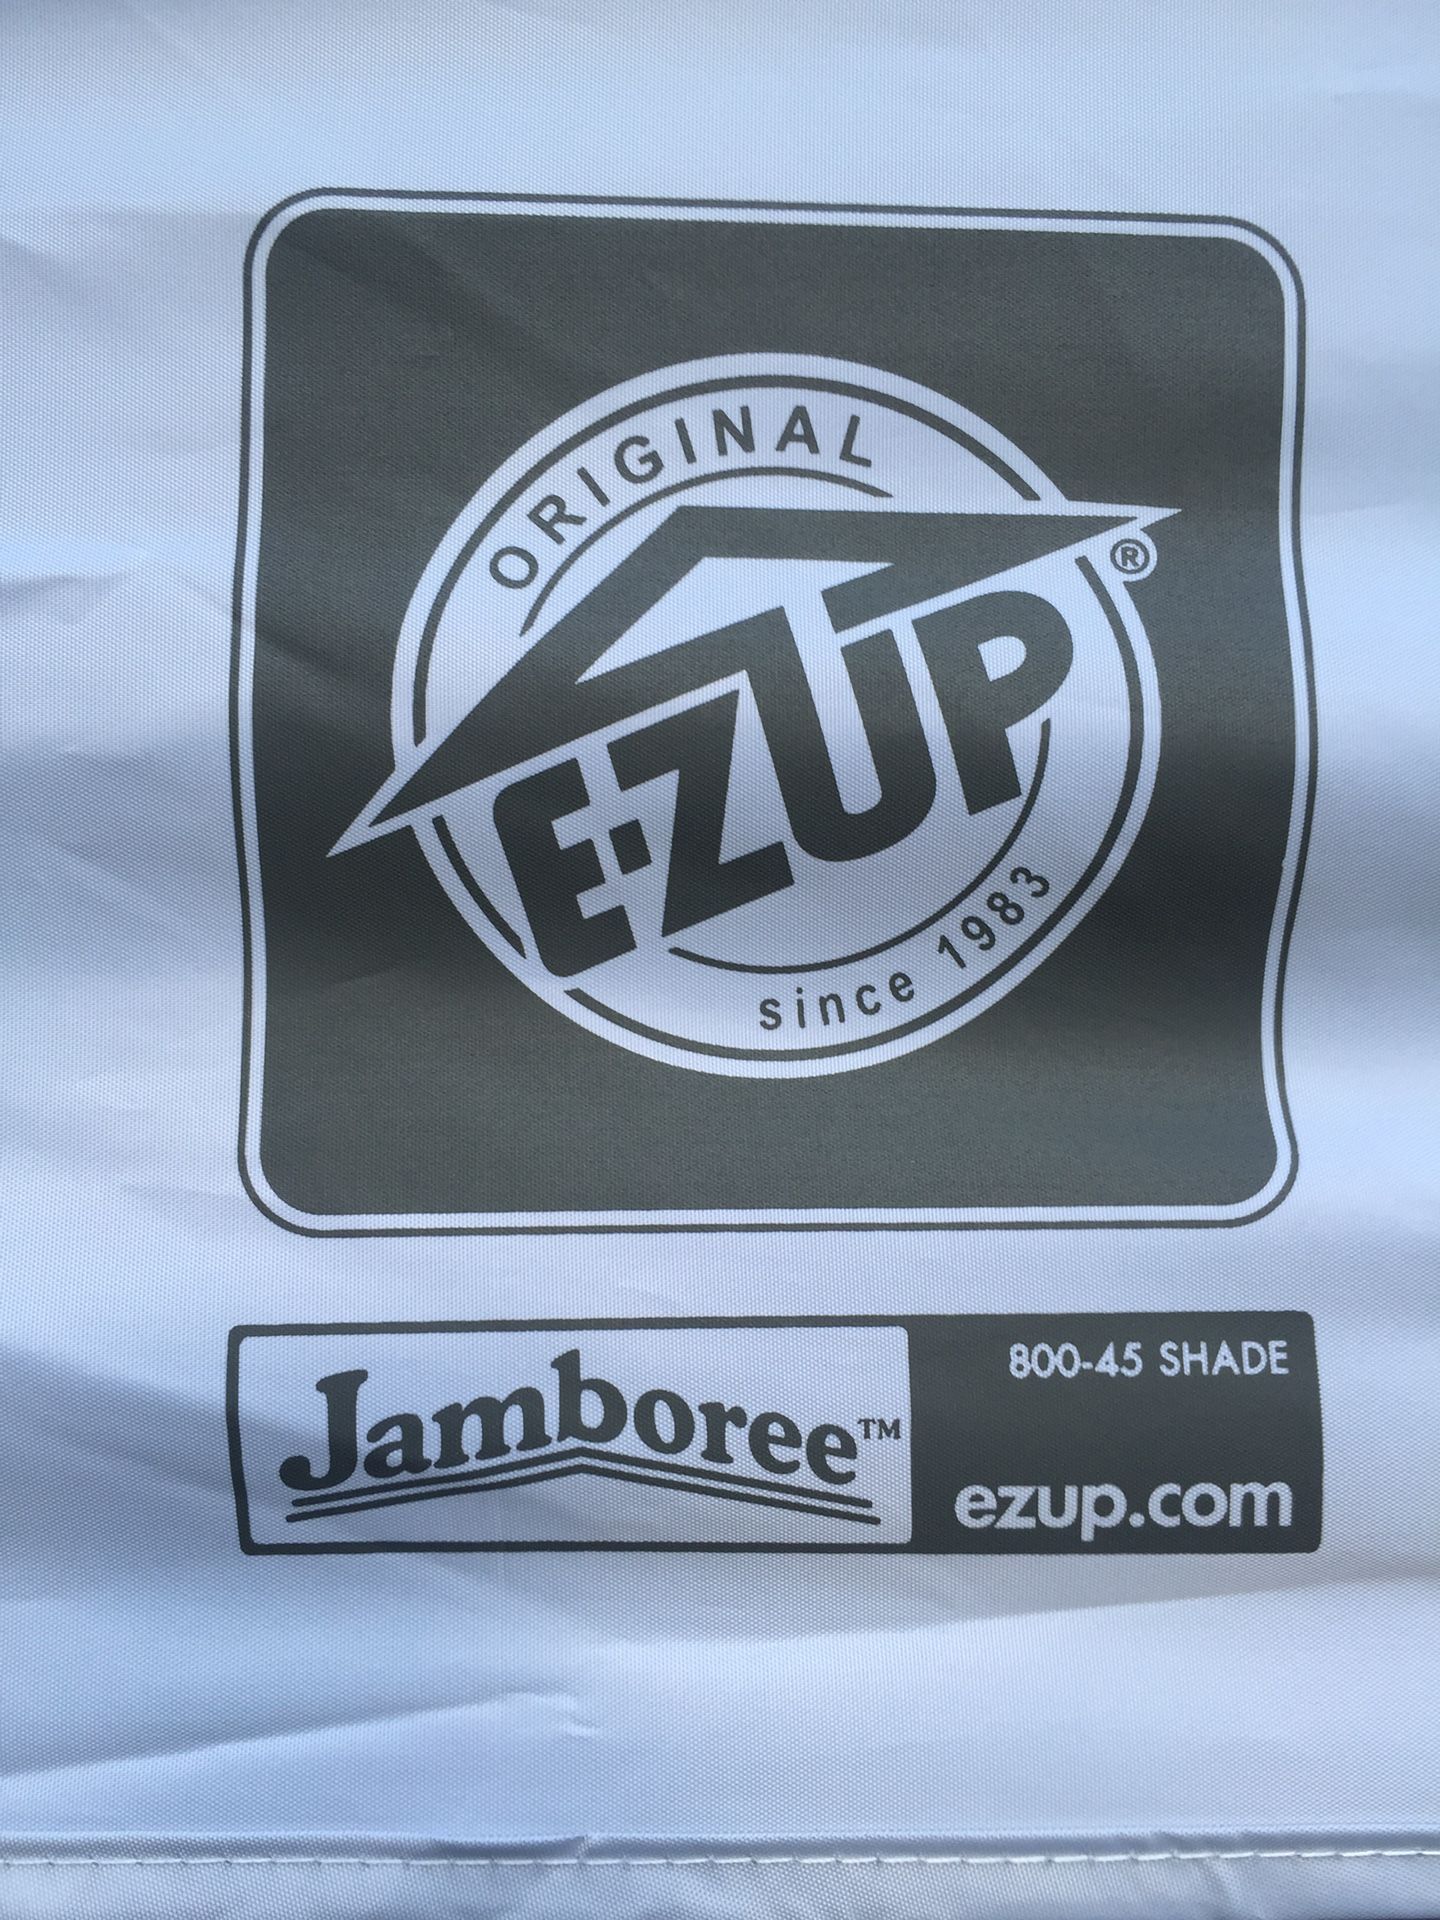 ORIGINAL
E-ZUP®
since 1983
Jamboree™
800-45 SHADE
ezup.com